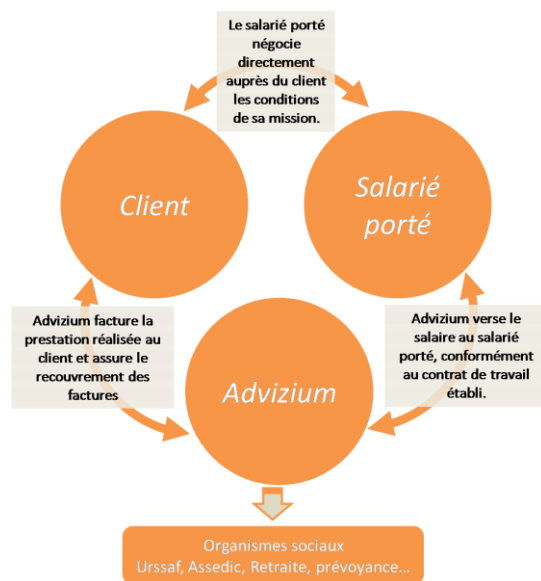 Le salarié porté
négocie
directement
auprès du client
les conditions
de sa mission.
Client
Salarié
porté
Advizium facture la
prestation réalisée au
client et assure le
recouvrement des
factures
Advizium verse le
salaire au salarié
porté, conformément
au contrat de travail
établi.
Advizium
Organismes sociaux
Urssaf, Assedic, Retraite, prévoyance...